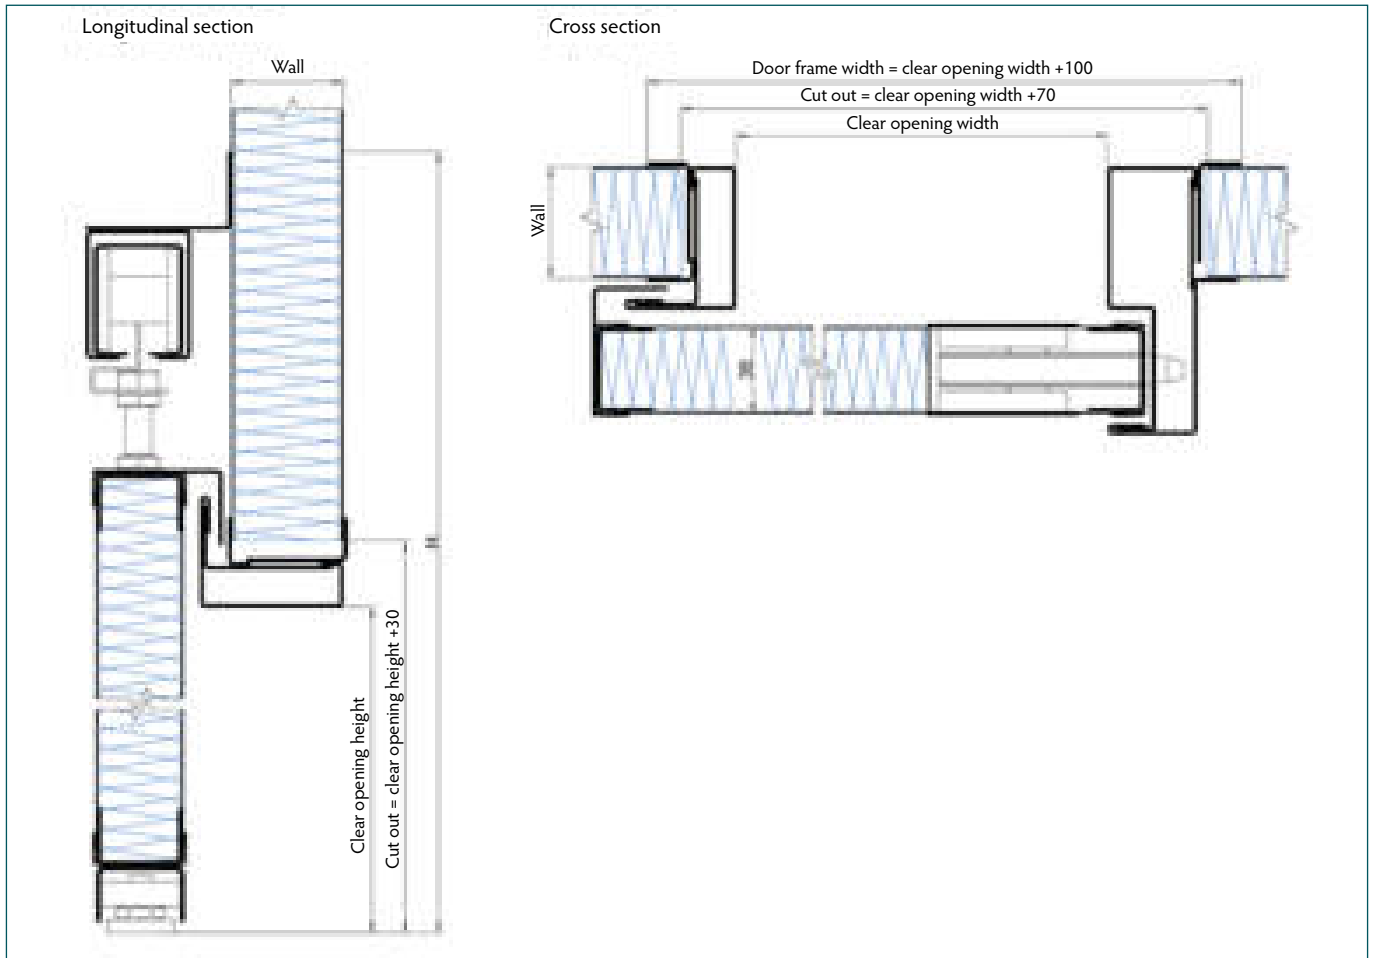 Longitudinal section
Cross section
Wall
Door frame width = clear opening width +100
Cut out = clear opening width +70
Clear opening width
Wall
H
Clear opening height
Cut out = clear opening height +30